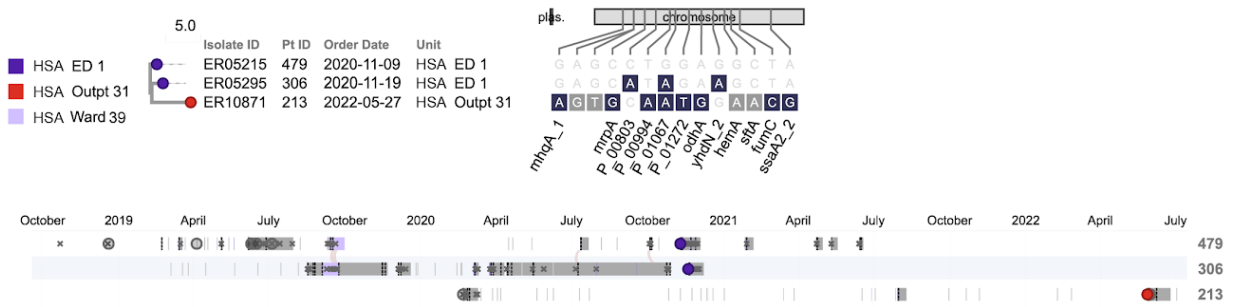 plas.
chromosome
5.0
HSA ED 1
HSA Outpt 31
HSA Ward 39
Isolate ID Pt ID Order Date Unit
ER05215 479 2020-11-09 HSA ED 1
ER05295 306 2020-11-19 HSA ED 1
ER10871 213 2022-05-27 HSA Outpt 31
G A G C C T G G A G G C T A
G A G C A T A G A A G C T A
A G T G C A A T G G A A C G
mhqA_1
mrpA
P_00803
P_00994
P_01067
P_01272
odhA
yhdN_2
hemA
sftA
fumC
ssaA2_2
October 2019 April July October 2020 April July October 2021 April July October 2022 April July
479
306
213